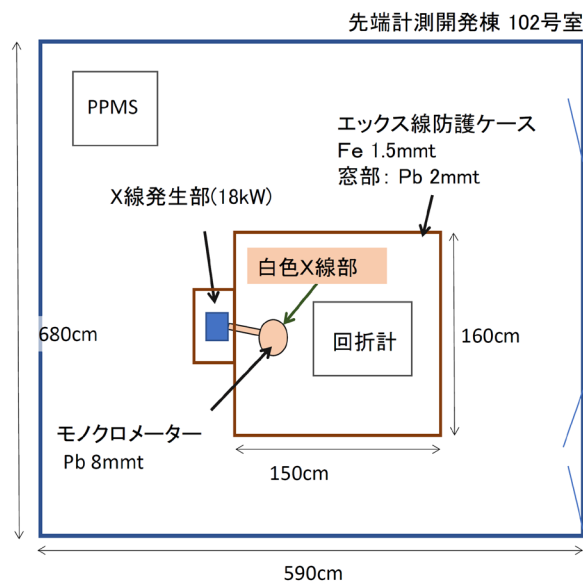 先端計測開発棟 102号室
PPMS
エックス線防護ケース
Fe 1.5mmt
窓部: Pb 2mmt
X線発生部(18kW)
白色X線部
680cm
回折計
160cm
モノクロメーター
Pb 8mmt
150cm
590cm